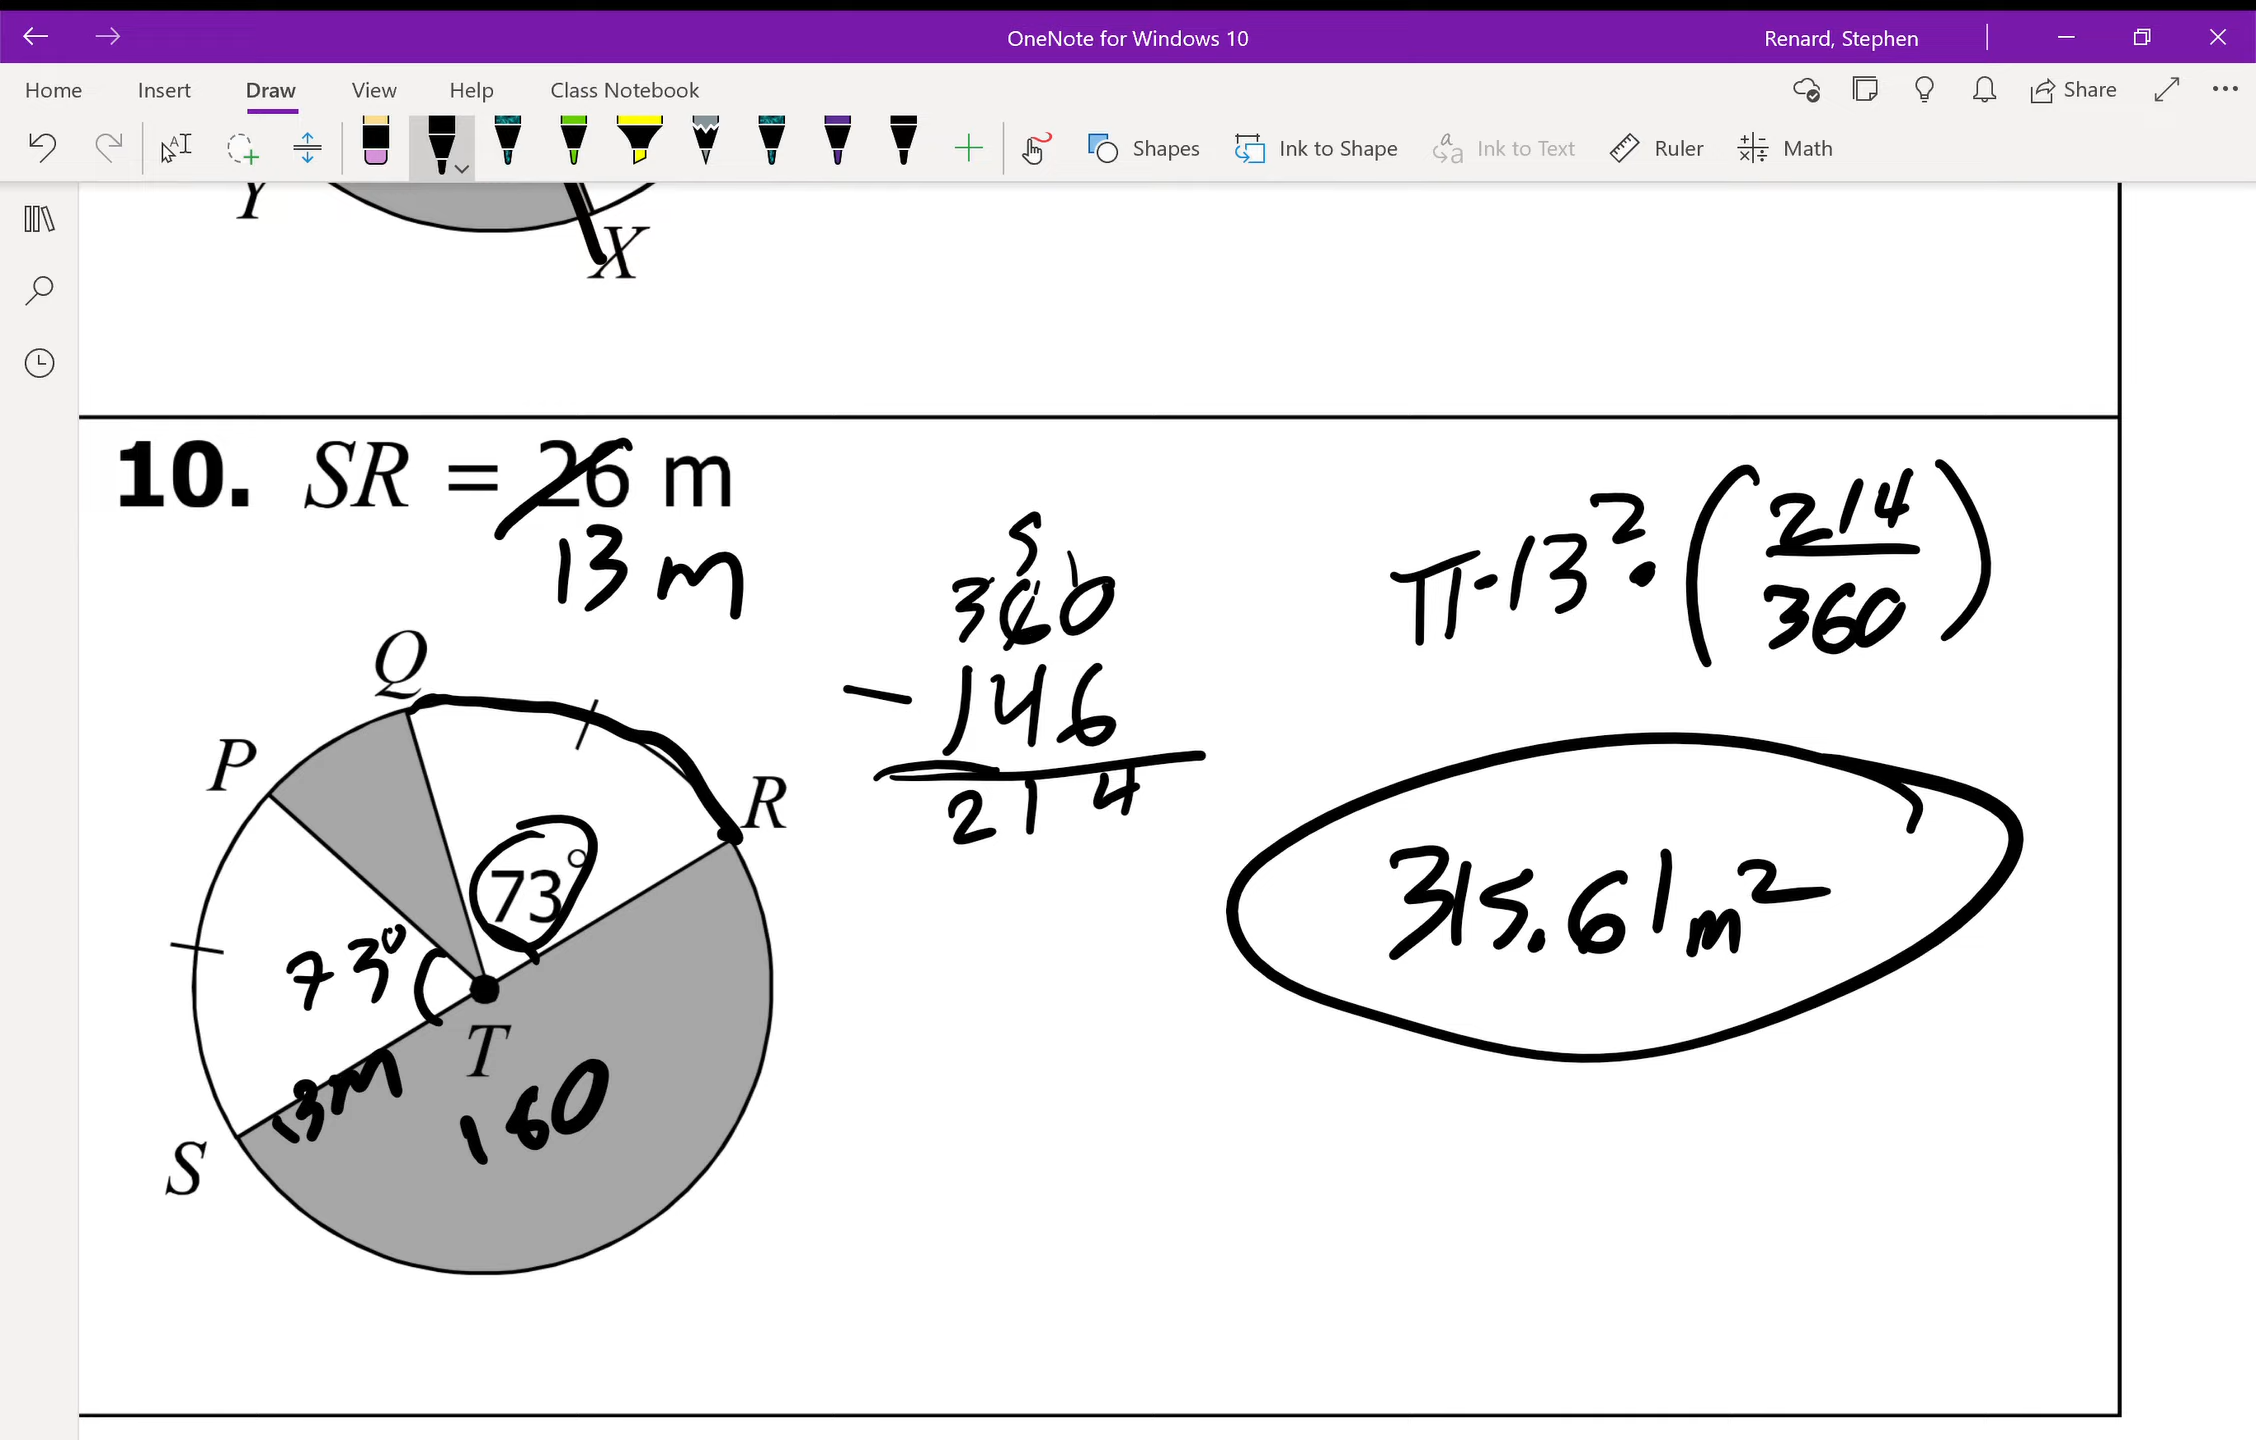 OneNote for Windows 10
Renard, Stephen
Home Insert Draw View Help Class Notebook
Share
Shapes Ink to Shape Ink to Text Ruler Math
Y
X
10. SR = 26 m
13 m
5 1
360
- 146
214
π·13²·(214/360)
315.61 m²
Q
P
R
73°
73°
T
13m
180
S